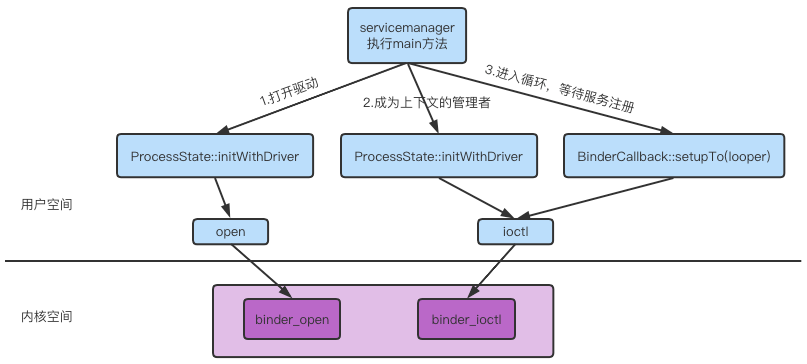 servicemanager
执行main方法
1.打开驱动
2.成为上下文的管理者
3.进入循环，等待服务注册
ProcessState::initWithDriver
ProcessState::initWithDriver
BinderCallback::setupTo(looper)
用户空间
open
ioctl
内核空间
binder_open
binder_ioctl